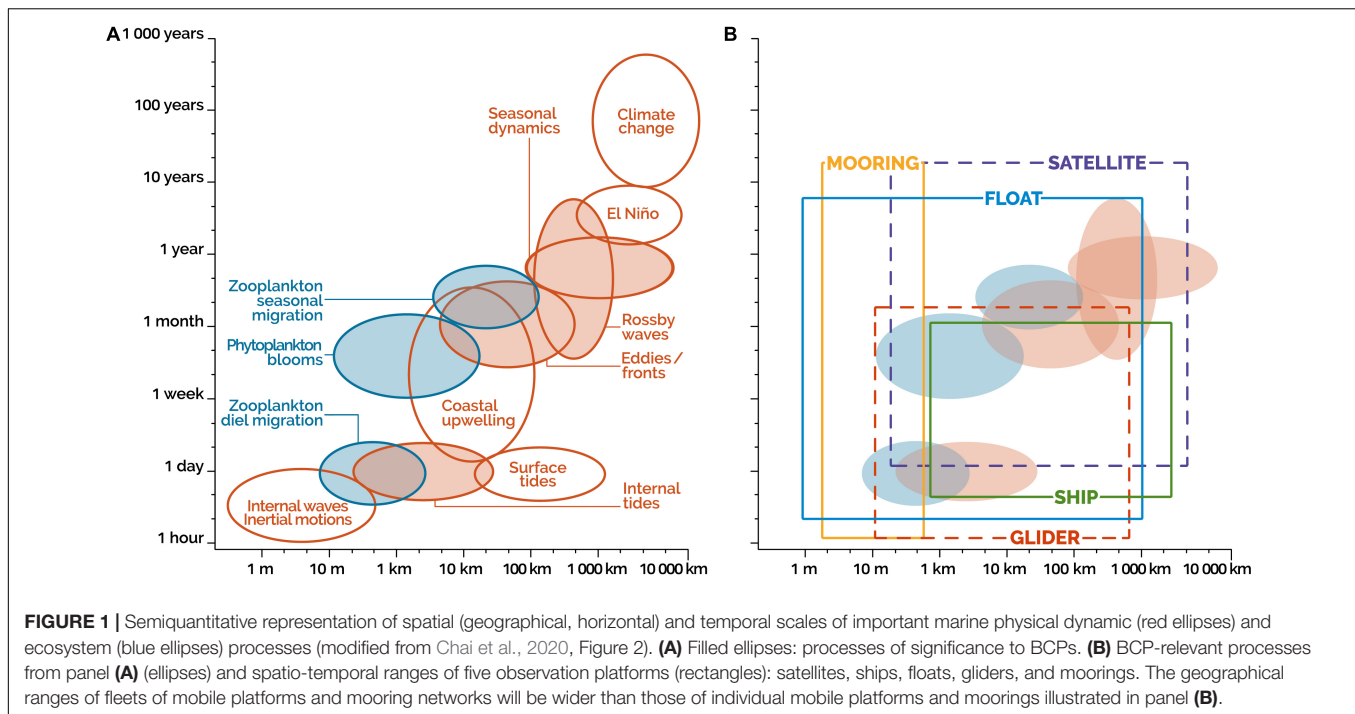 A
1 000 years
100 years
10 years
1 year
1 month
1 week
1 day
1 hour
1 m
10 m
1 km
10 km
100 km
1 000 km
10 000 km
Seasonal
dynamics
Climate
change
El Niño
Zooplankton
seasonal
migration
Phytoplankton
blooms
Rossby
waves
Eddies /
fronts
Zooplankton
diel migration
Coastal
upwelling
Surface
tides
Internal waves
Inertial motions
Internal
tides
B
MOORING
SATELLITE
FLOAT
SHIP
GLIDER
1 m
10 m
1 km
10 km
100 km
1 000 km
10 000 km
FIGURE 1 | Semiquantitative representation of spatial (geographical, horizontal) and temporal scales of important marine physical dynamic (red ellipses) and
ecosystem (blue ellipses) processes (modified from Chai et al., 2020, Figure 2). (A) Filled ellipses: processes of significance to BCPs. (B) BCP-relevant processes
from panel (A) (ellipses) and spatio-temporal ranges of five observation platforms (rectangles): satellites, ships, floats, gliders, and moorings. The geographical
ranges of fleets of mobile platforms and mooring networks will be wider than those of individual mobile platforms and moorings illustrated in panel (B).